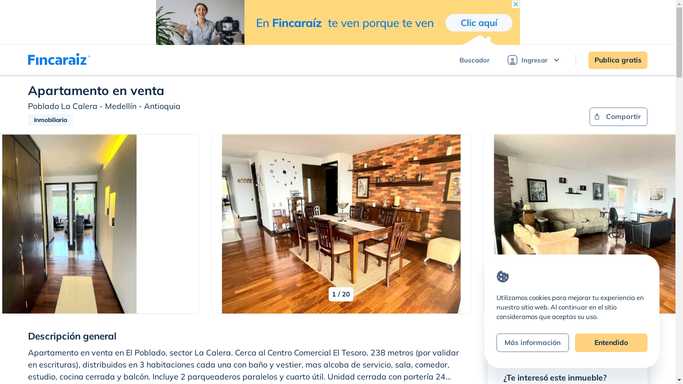 En Fincaraíz te ven porque te ven
Clic aquí
Fincaraiz
Buscador
Ingresar
Publica gratis
Apartamento en venta
Poblado La Calera - Medellín - Antioquia
Inmobiliaria
Compartir
1 / 20
Utilizamos cookies para mejorar tu experiencia en
nuestro sitio web. Al continuar en el sitio
consideramos que aceptas su uso.
Más información
Entendido
Descripción general
Apartamento en venta en El Poblado, sector La Calera. Cerca al Centro Comercial El Tesoro. 238 metros (por validar
en escrituras), distribuidos en 3 habitaciones cada una con baño y vestier, mas alcoba de servicio, sala, comedor,
estudio, cocina cerrada y balcón. Incluye 2 parqueaderos paralelos y cuarto útil. Unidad cerrada con portería 24...
¿Te interesó este inmueble?